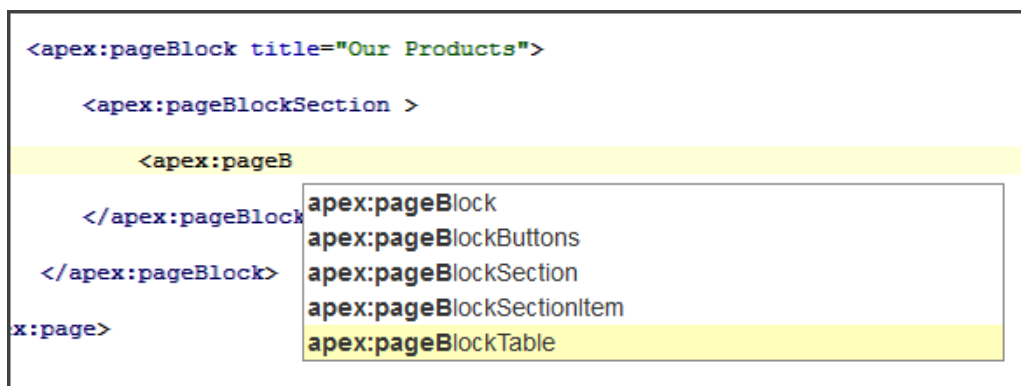 <apex:pageBlock title="Our Products">
<apex:pageBlockSection >
<apex:pageB
apex:pageBlock
</apex:pageBlock
apex:pageBlockButtons
</apex:pageBlock>
apex:pageBlockSection
apex:pageBlockSectionItem
x:page>
apex:pageBlockTable